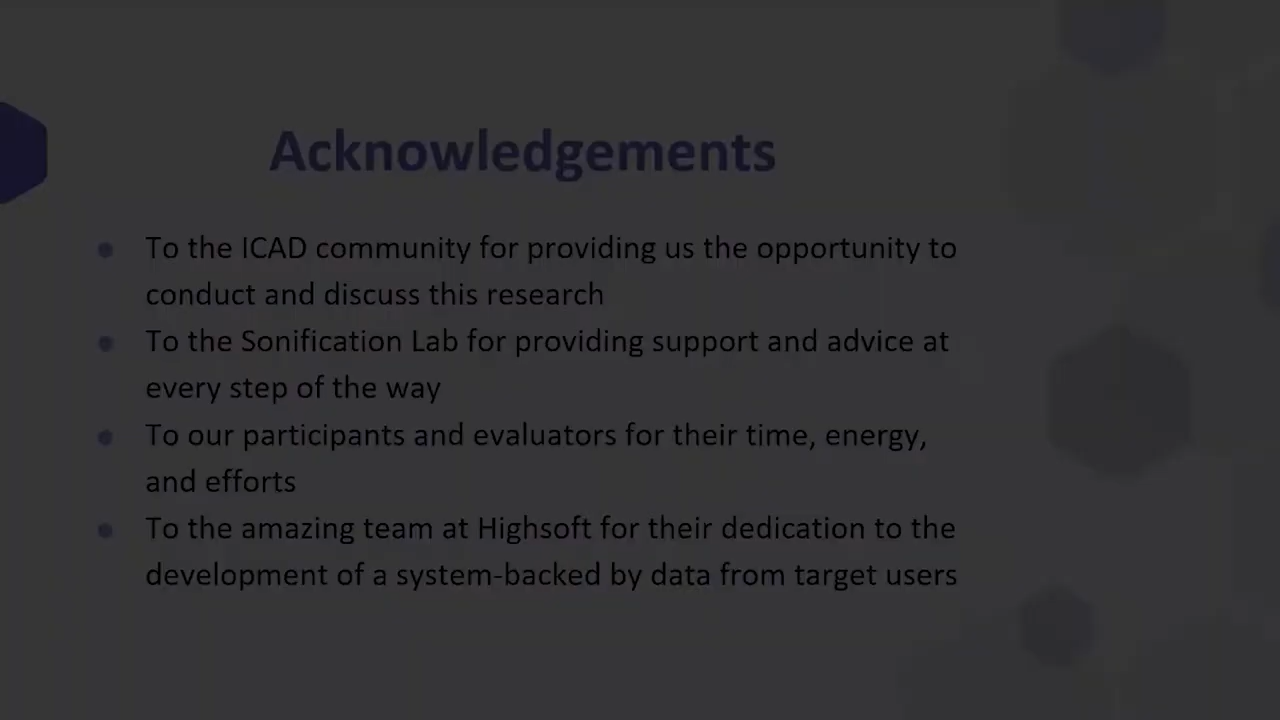 Acknowledgements
● To the ICAD community for providing us the opportunity to
conduct and discuss this research
● To the Sonification Lab for providing support and advice at
every step of the way
● To our participants and evaluators for their time, energy,
and efforts
● To the amazing team at Highsoft for their dedication to the
development of a system-backed by data from target users